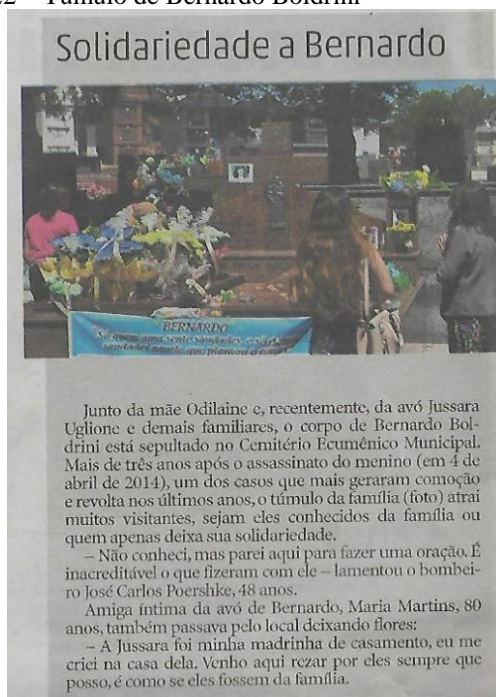 Túmulo de Bernardo Boldrini
Solidariedade a Bernardo
BERNARDO
Junto da mãe Odilaine e, recentemente, da avó Jussara
Uglione e demais familiares, o corpo de Bernardo Bol-
drini está sepultado no Cemitério Ecumênico Municipal.
Mais de três anos após o assassinato do menino (em 4 de
abril de 2014), um dos casos que mais geraram comoção
e revolta nos últimos anos, o túmulo da família (foto) atrai
muitos visitantes, sejam eles conhecidos da família ou
quem apenas deixa sua solidariedade.
– Não conheci, mas parei aqui para fazer uma oração. É
inacreditável o que fizeram com ele – lamentou o bombei-
ro José Carlos Poershke, 48 anos.
Amiga íntima da avó de Bernardo, Maria Martins, 80
anos, também passava pelo local deixando flores:
– A Jussara foi minha madrinha de casamento, eu me
criei na casa dela. Venho aqui rezar por eles sempre que
posso, é como se eles fossem da família.